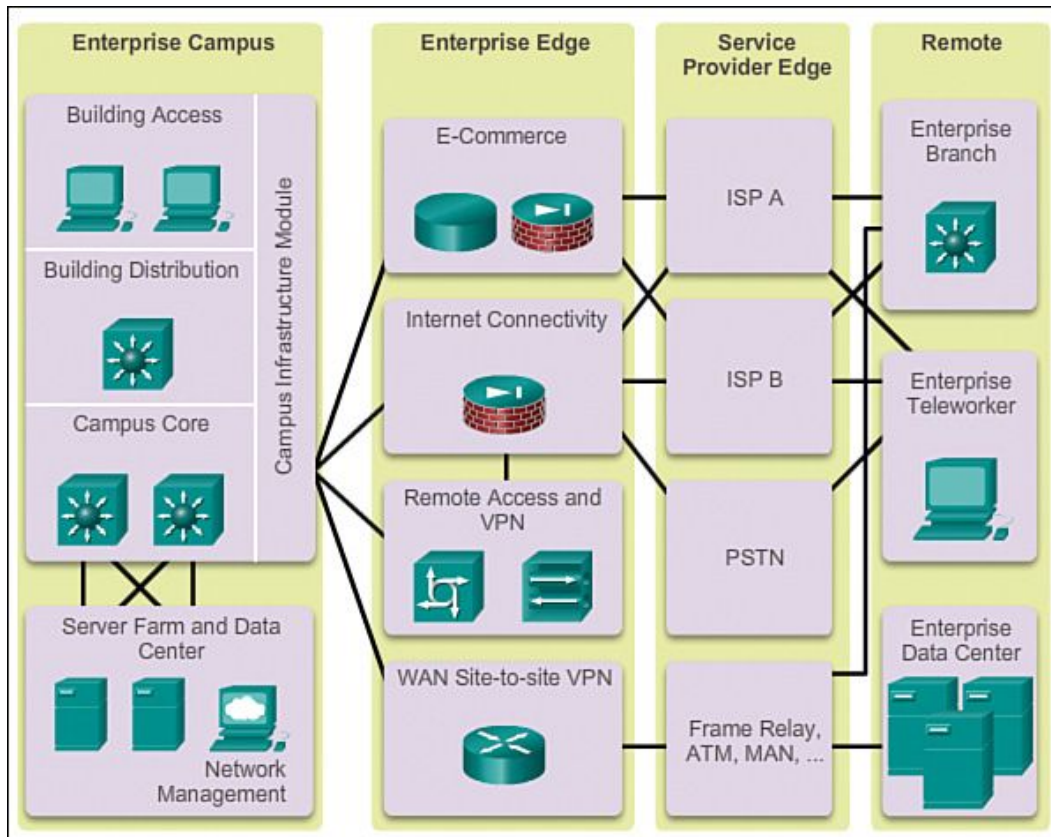 Enterprise Campus
Building Access
Building Distribution
Campus Core
Campus Infrastructure Module
Server Farm and Data
Center
Network
Management
Enterprise Edge
E-Commerce
Internet Connectivity
Remote Access and
VPN
WAN Site-to-site VPN
Service
Provider Edge
ISP A
ISP B
PSTN
Frame Relay,
ATM, MAN, ...
Remote
Enterprise
Branch
Enterprise
Teleworker
Enterprise
Data Center